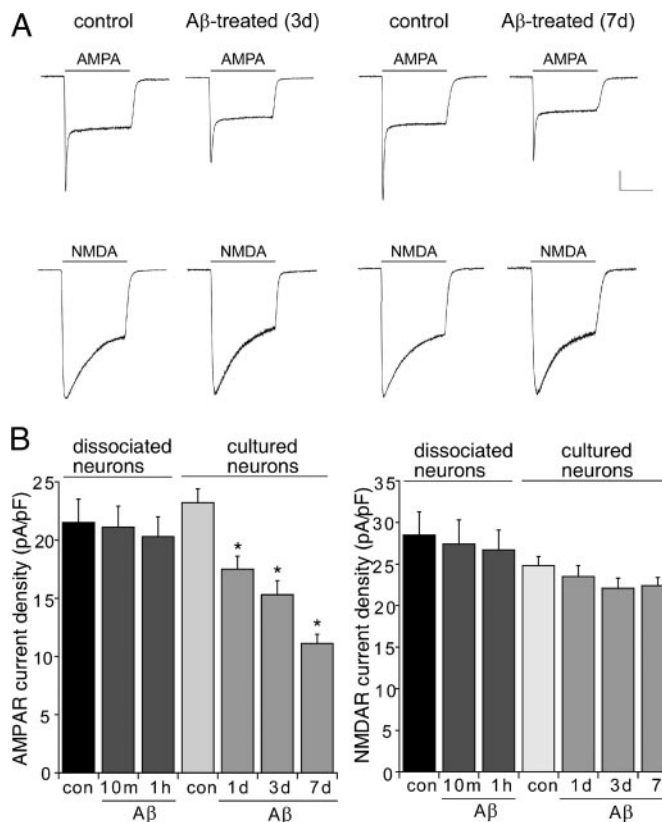 A
control Aβ-treated (3d) control Aβ-treated (7d)
AMPA AMPA AMPA AMPA
NMDA NMDA NMDA NMDA
B
dissociated neurons
cultured neurons
AMPAR current density (pA/pF)
25
20
15
10
5
0
*
*
*
con 10m 1h con 1d 3d 7d
Aβ Aβ
dissociated neurons
cultured neurons
NMDAR current density (pA/pF)
35
30
25
20
15
10
5
0
con 10m 1h con 1d 3d 7
Aβ Aβ